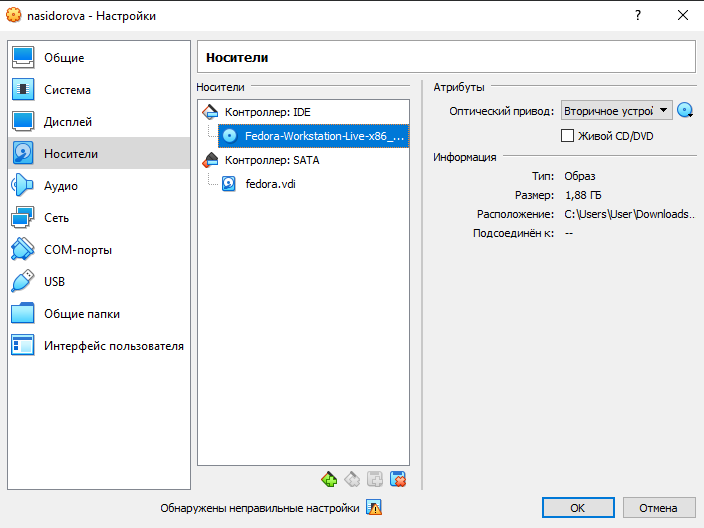 nasidorova - Настройки
?
Общие
Система
Дисплей
Носители
Аудио
Сеть
COM-порты
USB
Общие папки
Интерфейс пользователя
Носители
Носители
Контроллер: IDE
Fedora-Workstation-Live-x86_...
Контроллер: SATA
fedora.vdi
Атрибуты
Оптический привод: Вторичное устрой
Живой CD/DVD
Информация
Тип: Образ
Размер: 1,88 ГБ
Расположение: C:\Users\User\Downloads...
Подсоединён к: --
Обнаружены неправильные настройки
OK
Отмена